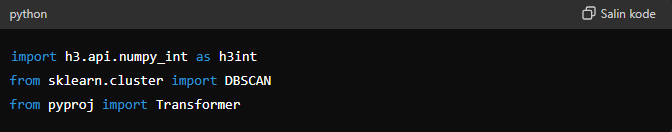 python
Salin kode
import h3.api.numpy_int as h3int
from sklearn.cluster import DBSCAN
from pyproj import Transformer